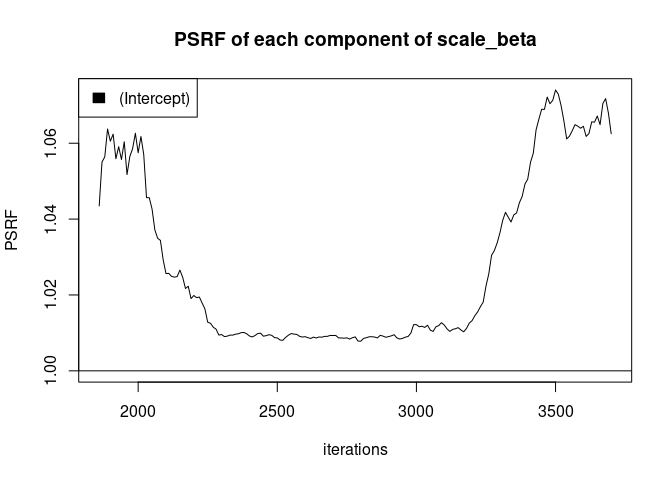 PSRF of each component of scale_beta
(Intercept)
PSRF
1.06
1.04
1.02
1.00
2000 2500 3000 3500
iterations